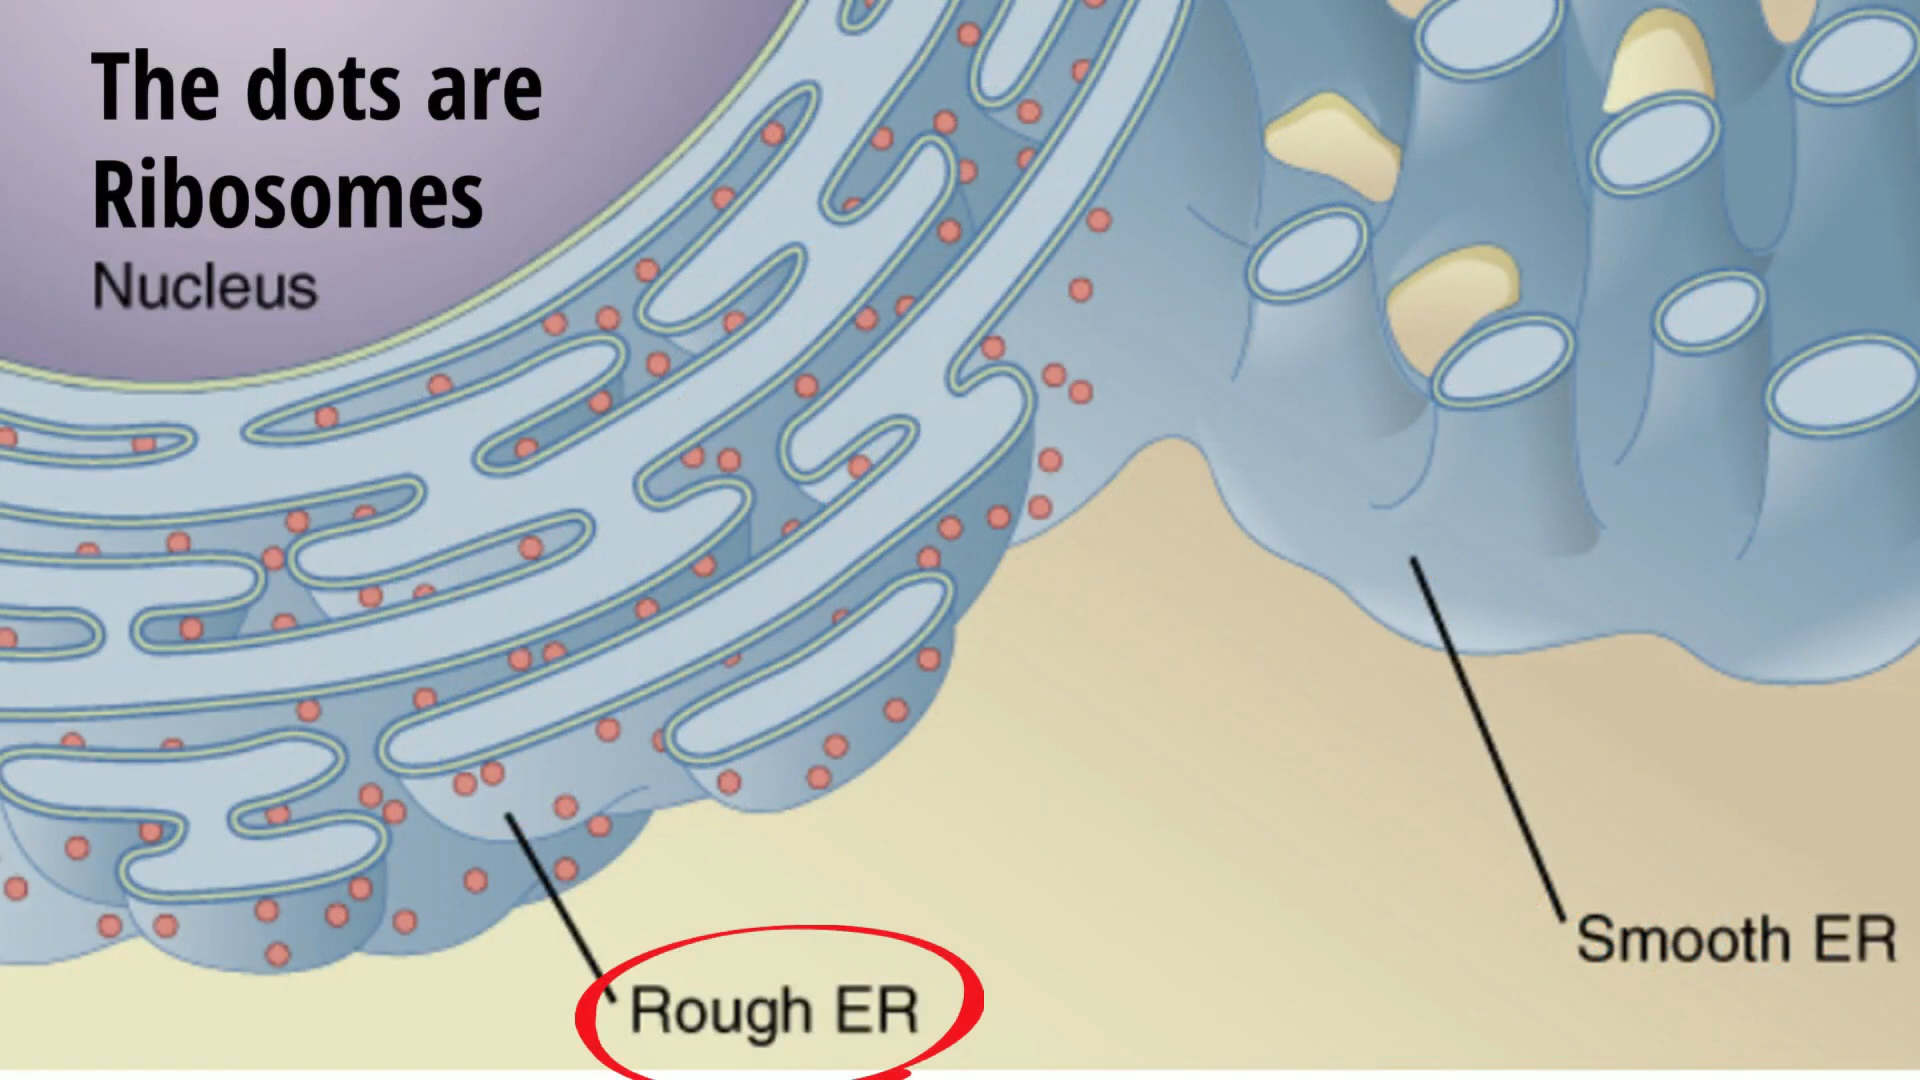 The dots are
Ribosomes
Nucleus
Smooth ER
Rough ER